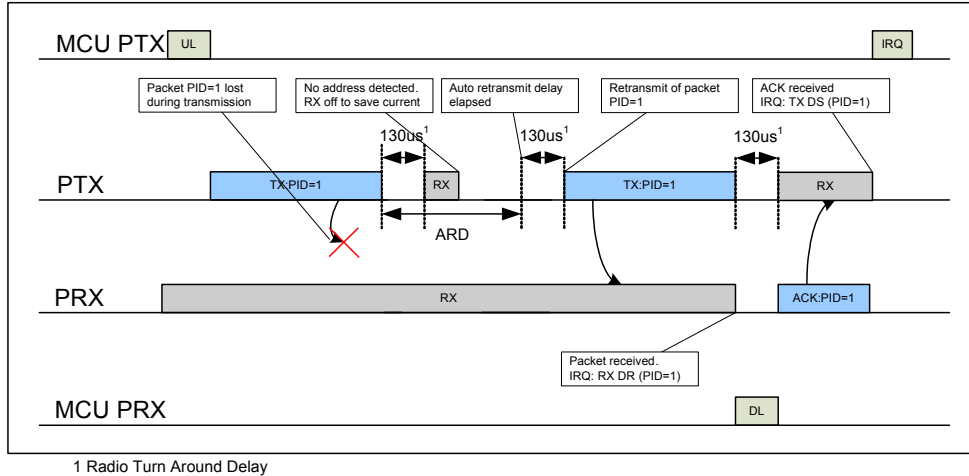 MCU PTX
UL
IRQ
Packet PID=1 lost
during transmission
No address detected.
RX off to save current
Auto retransmit delay
elapsed
Retransmit of packet
PID=1
ACK received
IRQ: TX DS (PID=1)
130us1
130us1
130us1
PTX
TX:PID=1
RX
TX:PID=1
RX
ARD
PRX
RX
ACK:PID=1
Packet received.
IRQ: RX DR (PID=1)
MCU PRX
DL
1 Radio Turn Around Delay